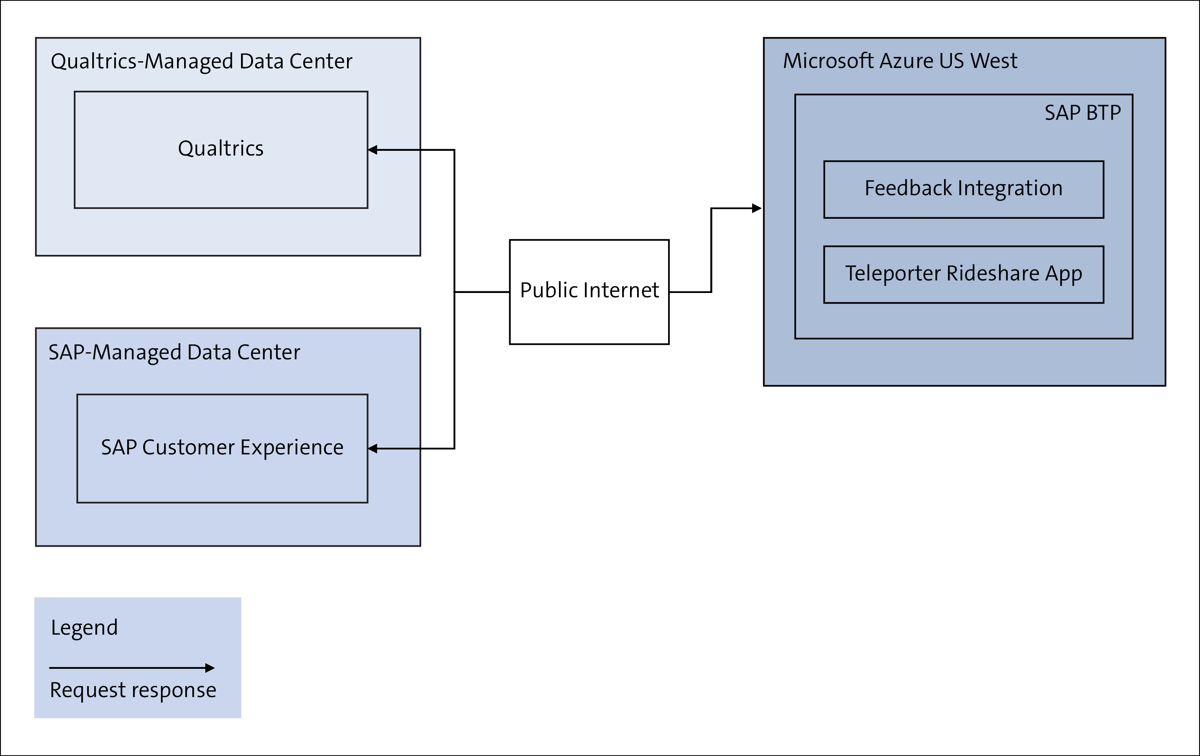 Qualtrics-Managed Data Center
Qualtrics
SAP-Managed Data Center
SAP Customer Experience
Public Internet
Microsoft Azure US West
SAP BTP
Feedback Integration
Teleporter Rideshare App
Legend
Request response